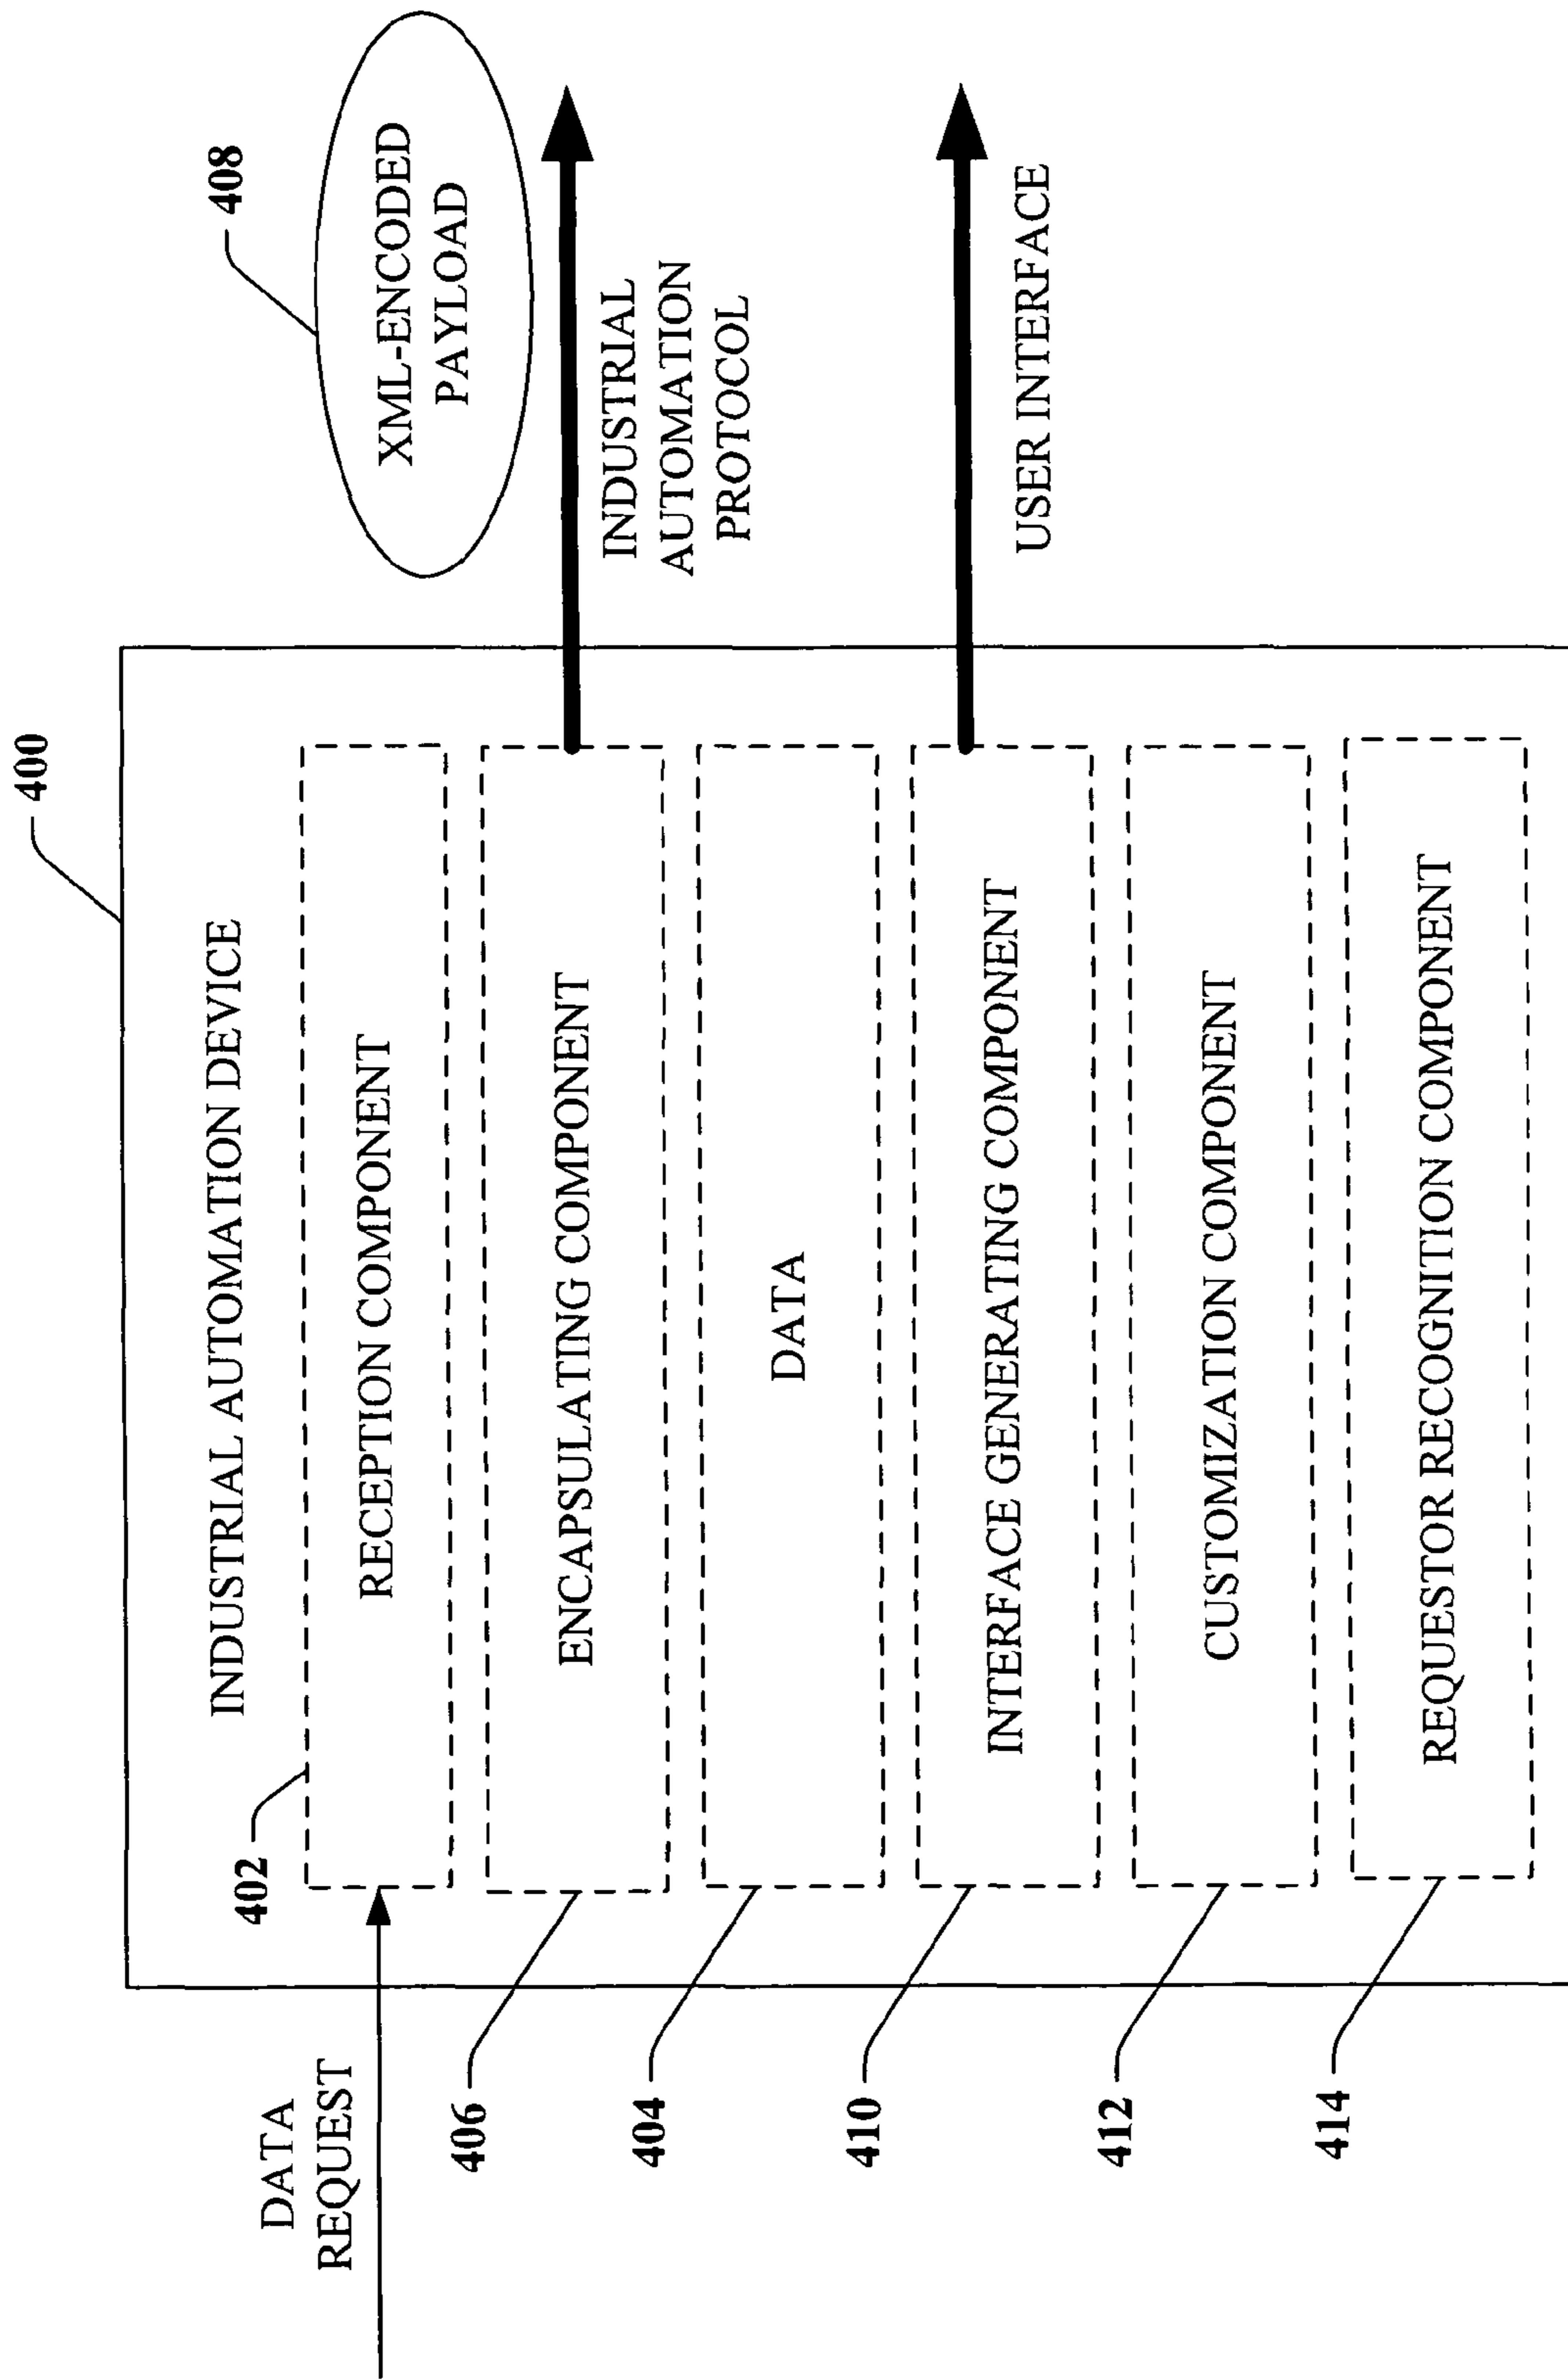 400
INDUSTRIAL AUTOMATION DEVICE
DATA
REQUEST
402
RECEPTION COMPONENT
408
XML-ENCODED
PAYLOAD
406
ENCAPSULATING COMPONENT
INDUSTRIAL
AUTOMATION
PROTOCOL
404
DATA
410
INTERFACE GENERATING COMPONENT
USER INTERFACE
412
CUSTOMIZATION COMPONENT
414
REQUESTOR RECOGNITION COMPONENT